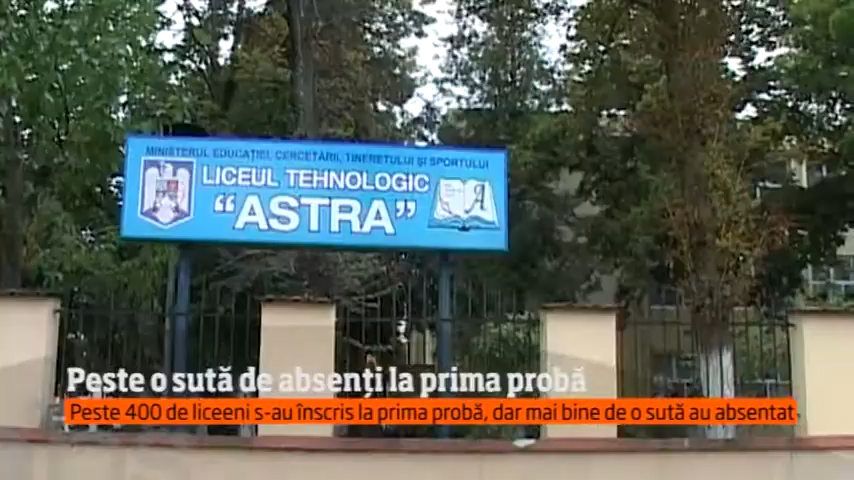 MINISTERUL EDUCAȚIEI CERCETĂRII, TINERETULUI ȘI SPORTULUI
LICEUL TEHNOLOGIC
“ASTRA”
Peste o sută de absenți la prima probă
Peste 400 de liceeni s-au înscris la prima probă, dar mai bine de o sută au absentat